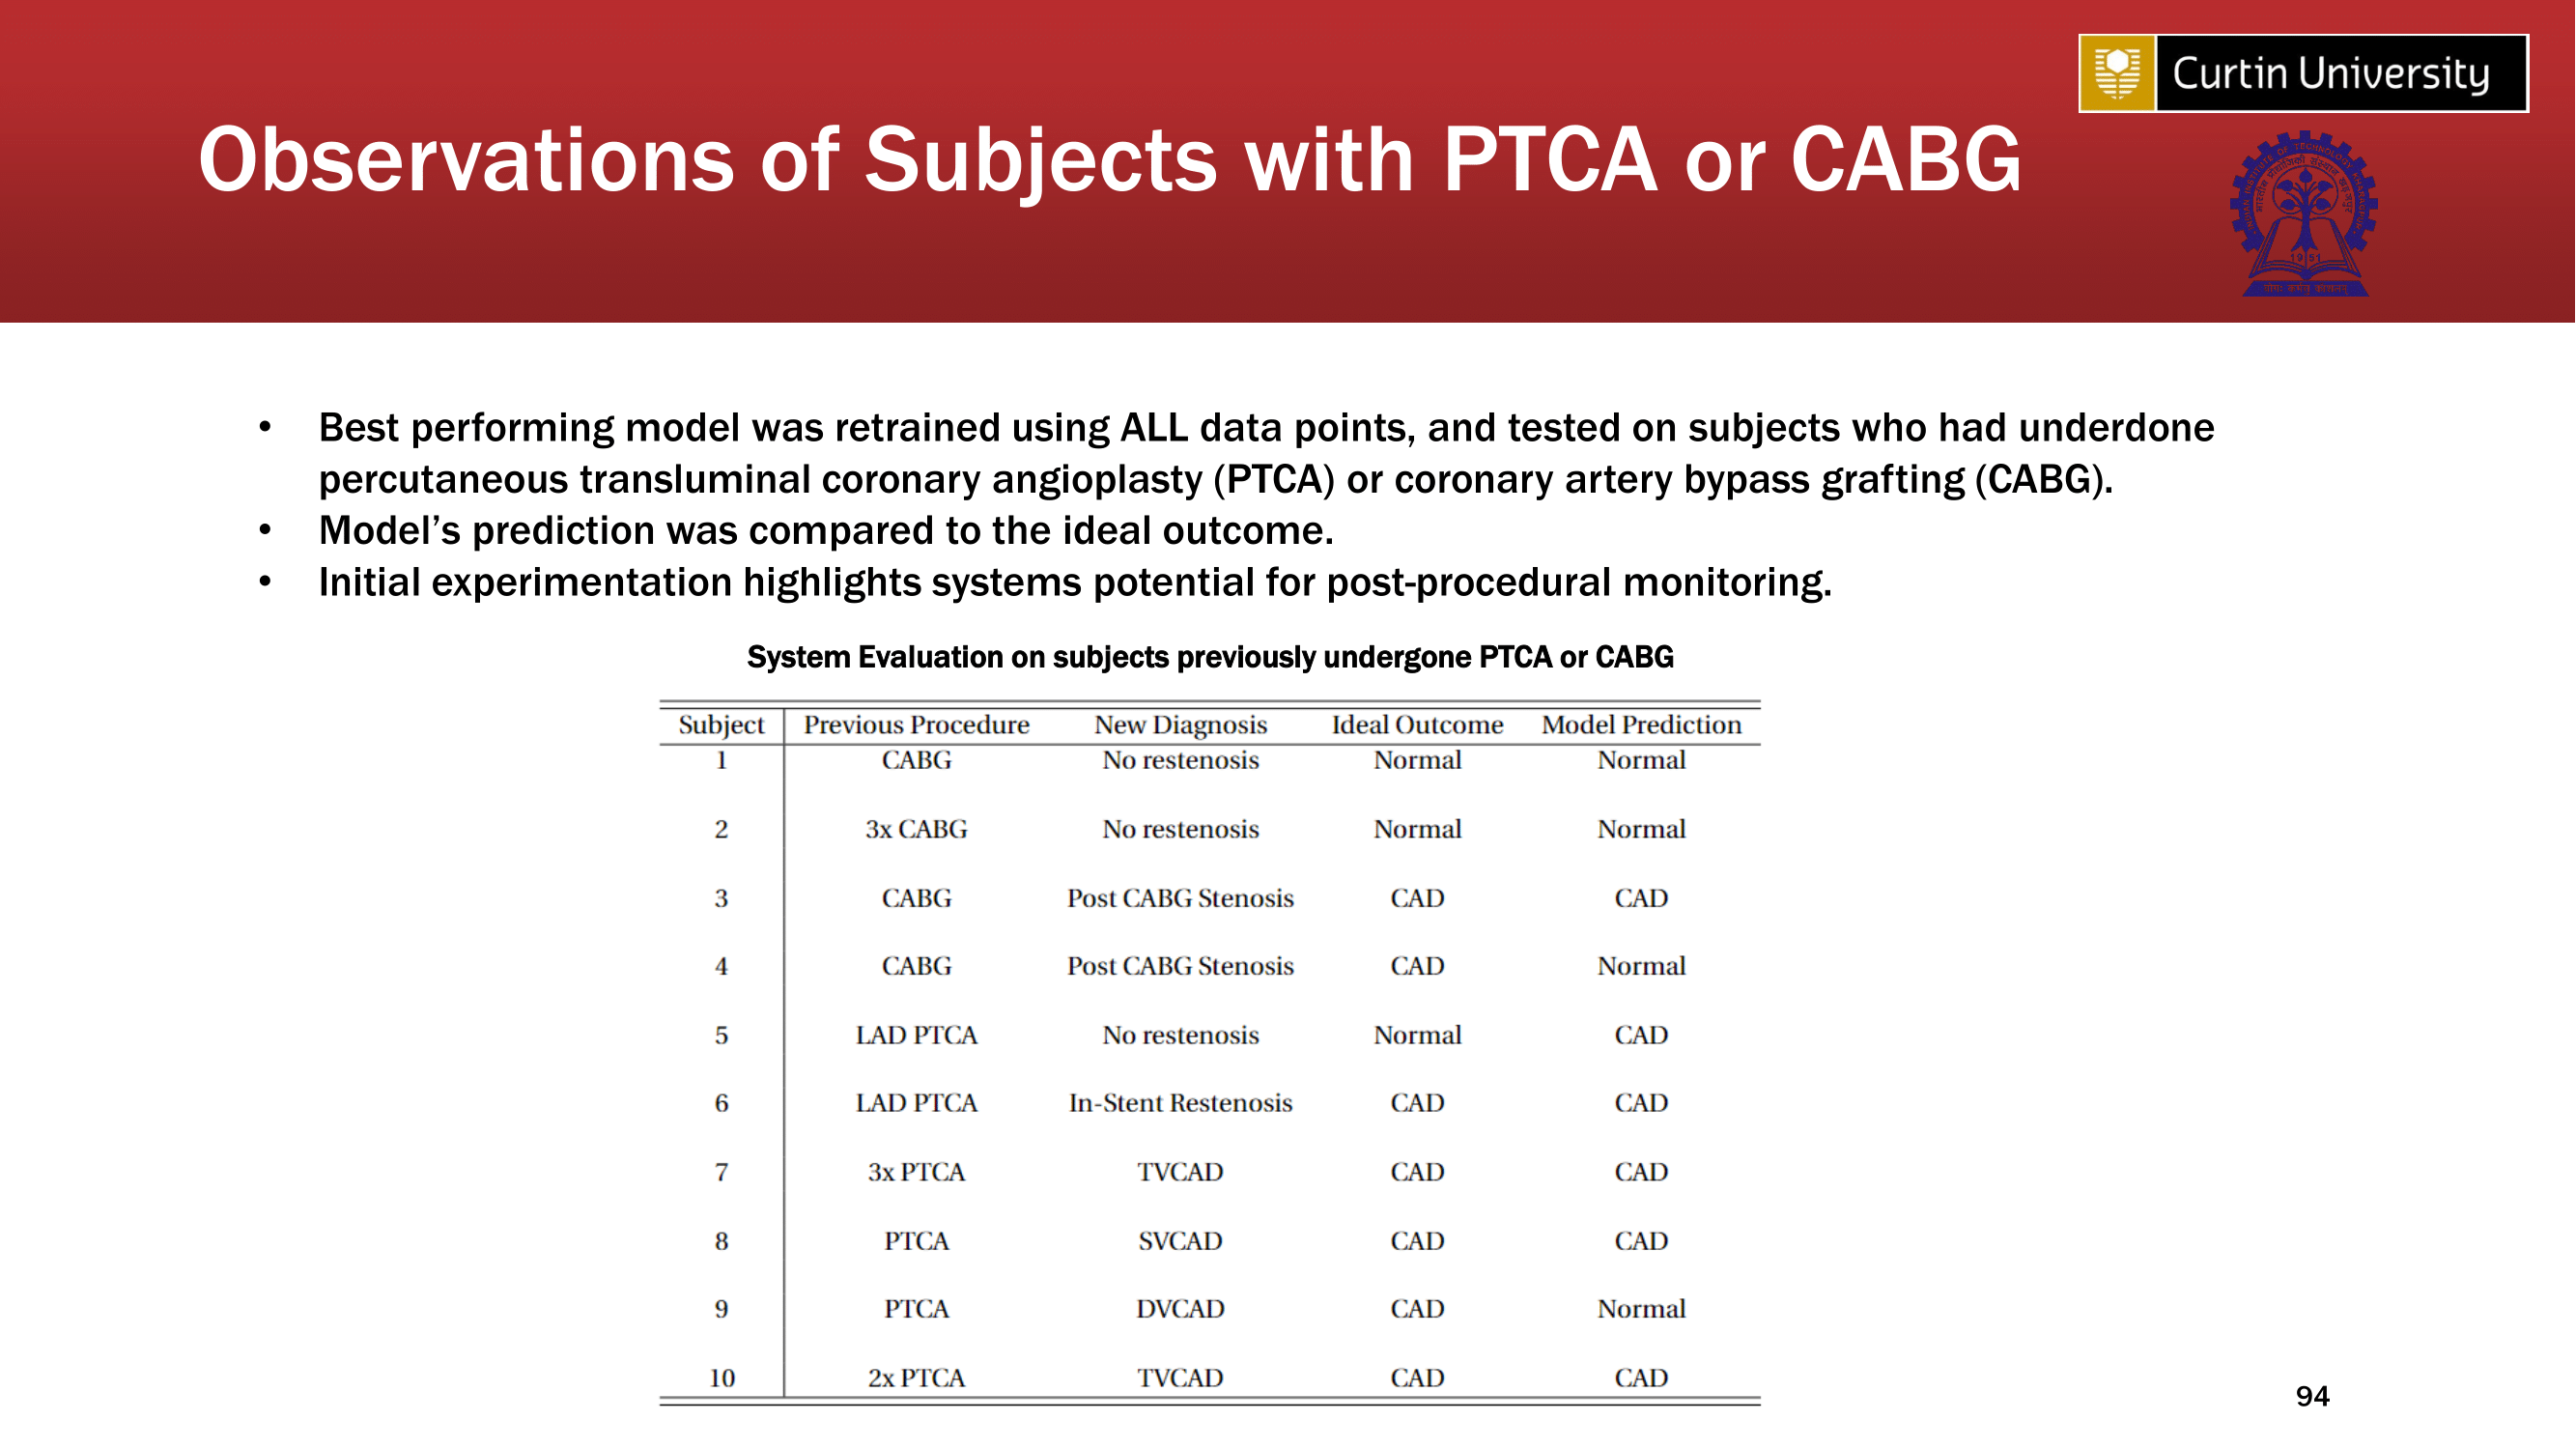 Curtin University
Observations of Subjects with PTCA or CABG
1951
• Best performing model was retrained using ALL data points, and tested on subjects who had underdone
percutaneous transluminal coronary angioplasty (PTCA) or coronary artery bypass grafting (CABG).
• Model’s prediction was compared to the ideal outcome.
• Initial experimentation highlights systems potential for post-procedural monitoring.
System Evaluation on subjects previously undergone PTCA or CABG
Subject Previous Procedure New Diagnosis Ideal Outcome Model Prediction
1 CABG No restenosis Normal Normal
2 3x CABG No restenosis Normal Normal
3 CABG Post CABG Stenosis CAD CAD
4 CABG Post CABG Stenosis CAD Normal
5 LAD PTCA No restenosis Normal CAD
6 LAD PTCA In-Stent Restenosis CAD CAD
7 3x PTCA TVCAD CAD CAD
8 PTCA SVCAD CAD CAD
9 PTCA DVCAD CAD Normal
10 2x PTCA TVCAD CAD CAD
94